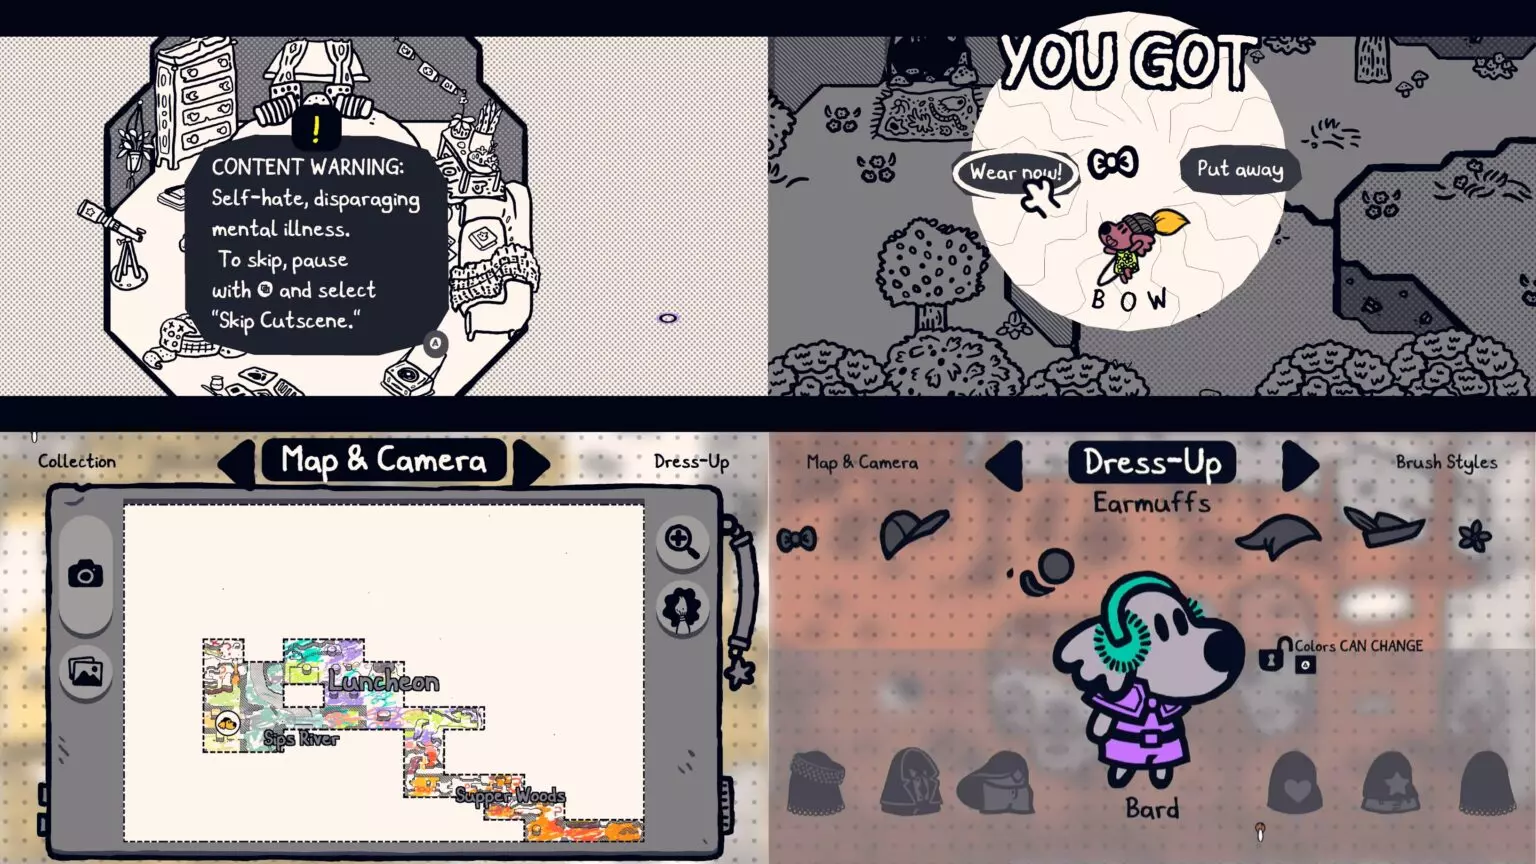 CONTENT WARNING:
Self-hate, disparaging
mental illness.
To skip, pause
with and select
"Skip Cutscene."
A
YOU GOT
Wear now!
Put away
BOW
Collection
Map & Camera
Dress-Up
Luncheon
Sips River
Supper Woods
Map & Camera
Dress-Up
Brush Styles
Earmuffs
Colors CAN CHANGE
A
Bard